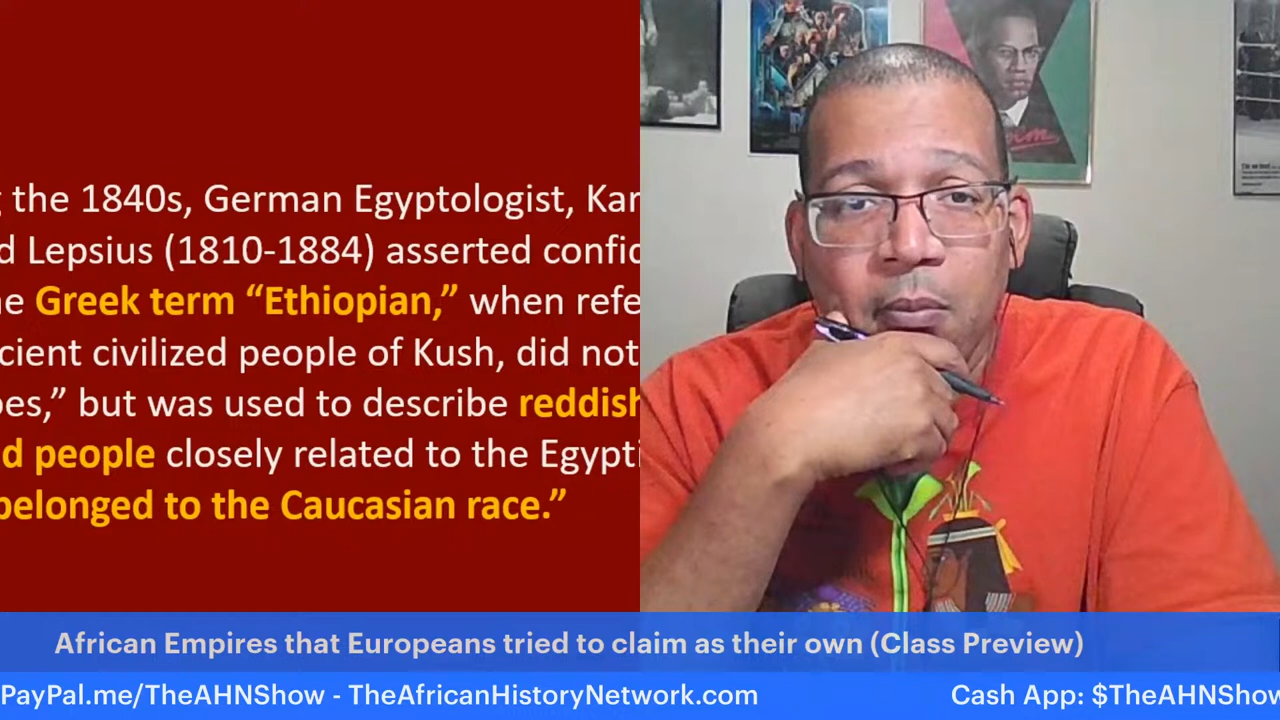 the 1840s, German Egyptologist, Kar
d Lepsius (1810-1884) asserted confid
e Greek term “Ethiopian,” when refe
cient civilized people of Kush, did not
oes,” but was used to describe reddish
d people closely related to the Egypti
belonged to the Caucasian race.”
African Empires that Europeans tried to claim as their own (Class Preview)
PayPal.me/TheAHNShow - TheAfricanHistoryNetwork.com
Cash App: $TheAHNShow